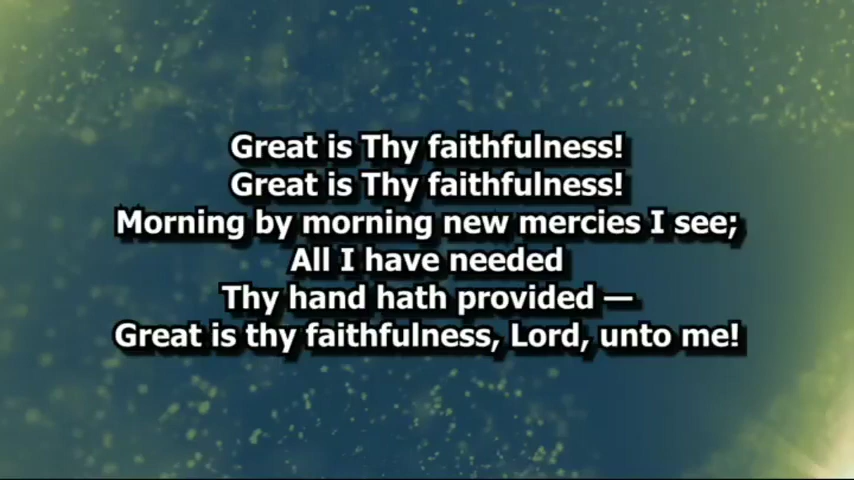 Great is Thy faithfulness!
Great is Thy faithfulness!
Morning by morning new mercies I see;
All I have needed
Thy hand hath provided —
Great is thy faithfulness, Lord, unto me!